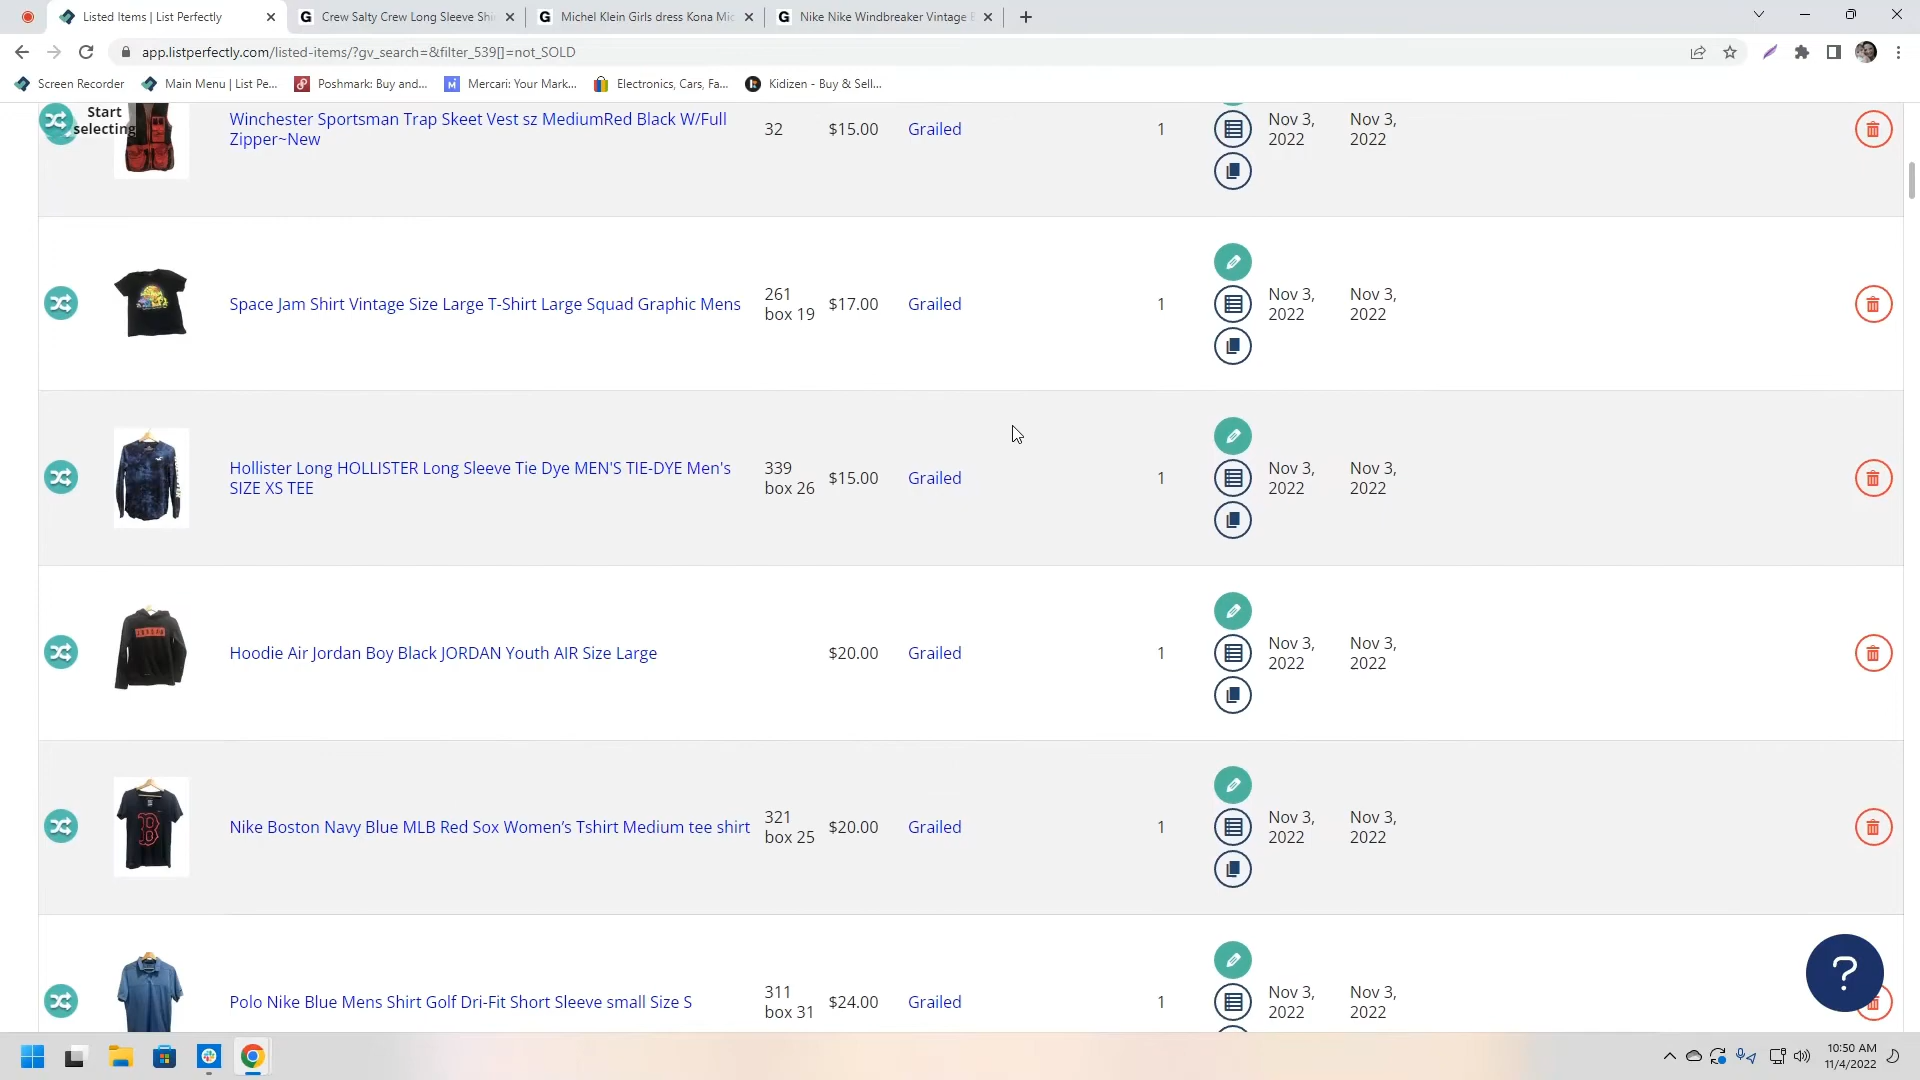 Listed Items | List Perfectly
Crew Salty Crew Long Sleeve Shi
Michel Klein Girls dress Kona Mic
Nike Nike Windbreaker Vintage
app.listperfectly.com/listed-items/?gv_search=&filter_539[]=not_SOLD
Screen Recorder
Main Menu | List Pe...
Poshmark: Buy and...
Mercari: Your Mark...
Electronics, Cars, Fa...
Kidizen - Buy & Sell...
Start
selecting
Winchester Sportsman Trap Skeet Vest sz MediumRed Black W/Full
Zipper~New
32
$15.00
Grailed
1
Nov 3,
2022
Nov 3,
2022
Space Jam Shirt Vintage Size Large T-Shirt Large Squad Graphic Mens
261
box 19
$17.00
Grailed
1
Nov 3,
2022
Nov 3,
2022
Hollister Long HOLLISTER Long Sleeve Tie Dye MEN'S TIE-DYE Men's
SIZE XS TEE
339
box 26
$15.00
Grailed
1
Nov 3,
2022
Nov 3,
2022
Hoodie Air Jordan Boy Black JORDAN Youth AIR Size Large
$20.00
Grailed
1
Nov 3,
2022
Nov 3,
2022
Nike Boston Navy Blue MLB Red Sox Women’s Tshirt Medium tee shirt
321
box 25
$20.00
Grailed
1
Nov 3,
2022
Nov 3,
2022
Polo Nike Blue Mens Shirt Golf Dri-Fit Short Sleeve small Size S
311
box 31
$24.00
Grailed
1
Nov 3,
2022
Nov 3,
2022
?
10:50 AM
11/4/2022